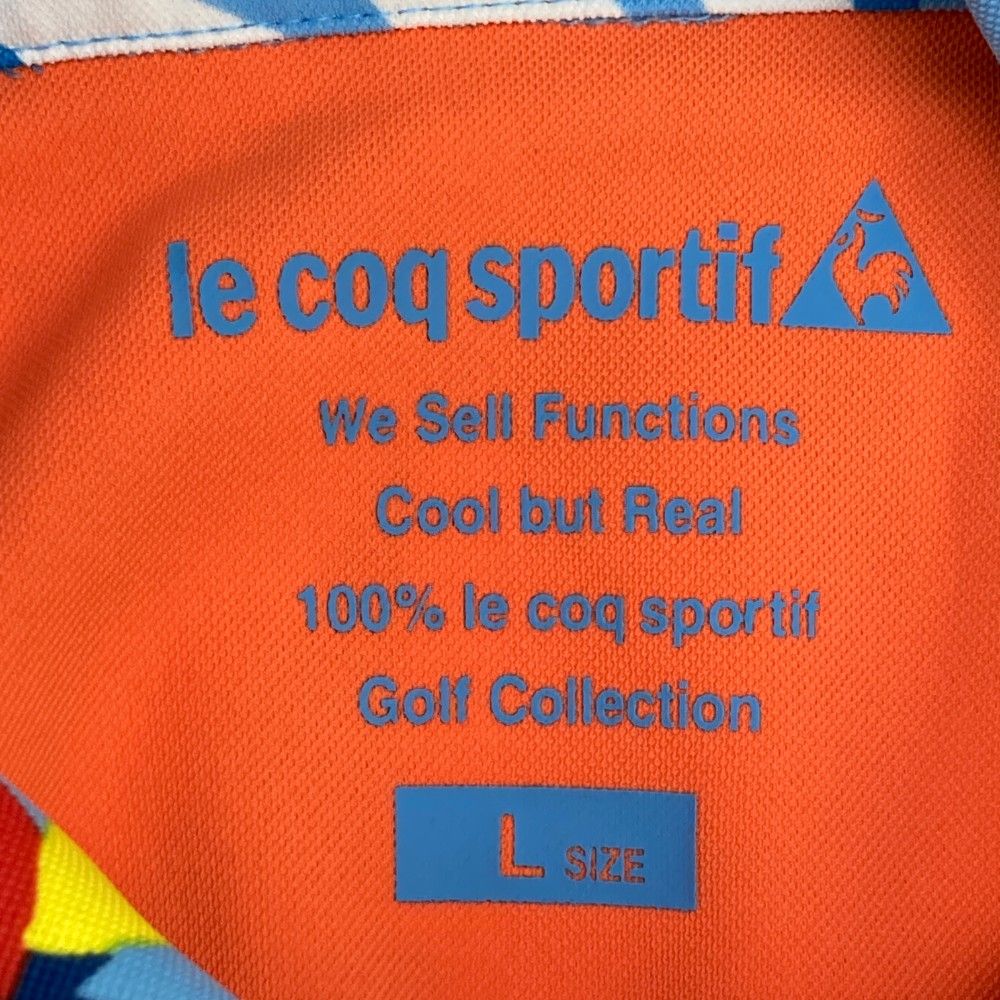 le coq sportif
We Sell Functions
Cool but Real
100% le coq sportif
Golf Collection
L SIZE